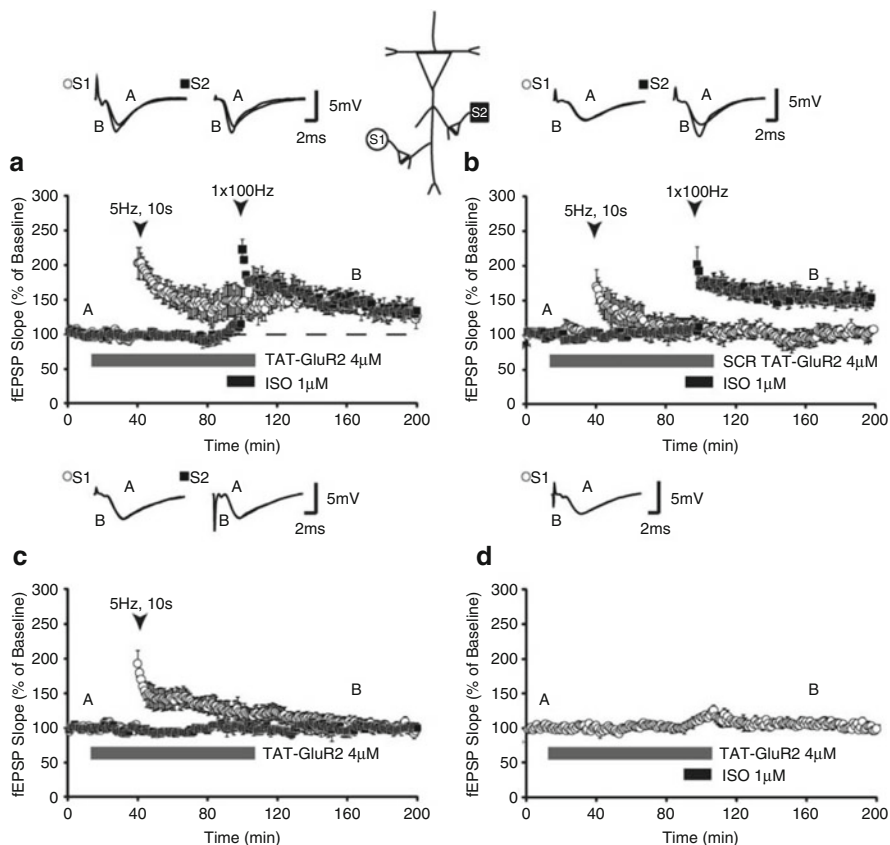 S1 S2
A A
B B
5mV
2ms
S1
S2
S1 S2
A A
B B
5mV
2ms
a
1x100Hz
5Hz, 10s
fEPSP Slope (% of Baseline)
300
250
200
150
100
50
0
A
B
TAT-GluR2 4µM
ISO 1µM
0 40 80 120 160 200
Time (min)
b
1x100Hz
5Hz, 10s
fEPSP Slope (% of Baseline)
300
250
200
150
100
50
0
A
B
SCR TAT-GluR2 4µM
ISO 1µM
0 40 80 120 160 200
Time (min)
S1 S2
A A
B B
5mV
2ms
S1
A
B
5mV
2ms
c
5Hz, 10s
fEPSP Slope (% of Baseline)
300
250
200
150
100
50
0
A
B
TAT-GluR2 4µM
0 40 80 120 160 200
Time (min)
d
fEPSP Slope (% of Baseline)
300
250
200
150
100
50
0
A
B
TAT-GluR2 4µM
ISO 1µM
0 40 80 120 160 200
Time (min)